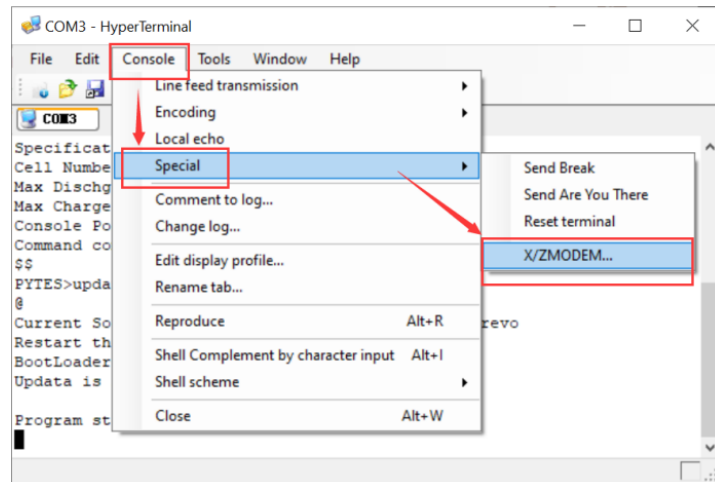 COM3 - HyperTerminal
File Edit Console Tools Window Help
COM3
Line feed transmission
Encoding
Local echo
Special
Comment to log...
Change log...
Edit display profile...
Rename tab...
Reproduce Alt+R
Shell Complement by character input Alt+I
Shell scheme
Close Alt+W
Send Break
Send Are You There
Reset terminal
X/ZMODEM...
Specificat
Cell Numbe
Max Dischg
Max Charge
Console Po
Command co
$$
PYTES>upda
@
Current So revo
Restart th
BootLoader
Updata is
Program st